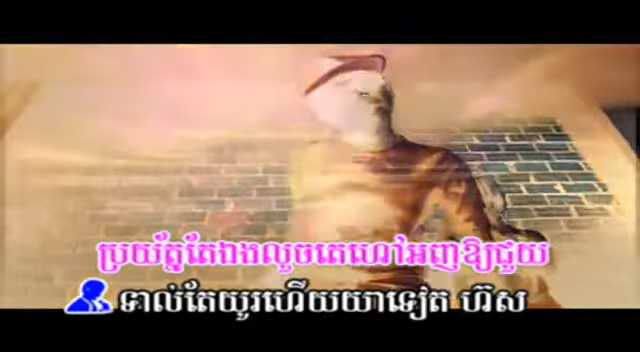 ប្រយ័ត្នតែឯងលួចគេហៅអញឱ្យជួយ
ទាល់តែយូរហើយយាទៀត ហ៊ស